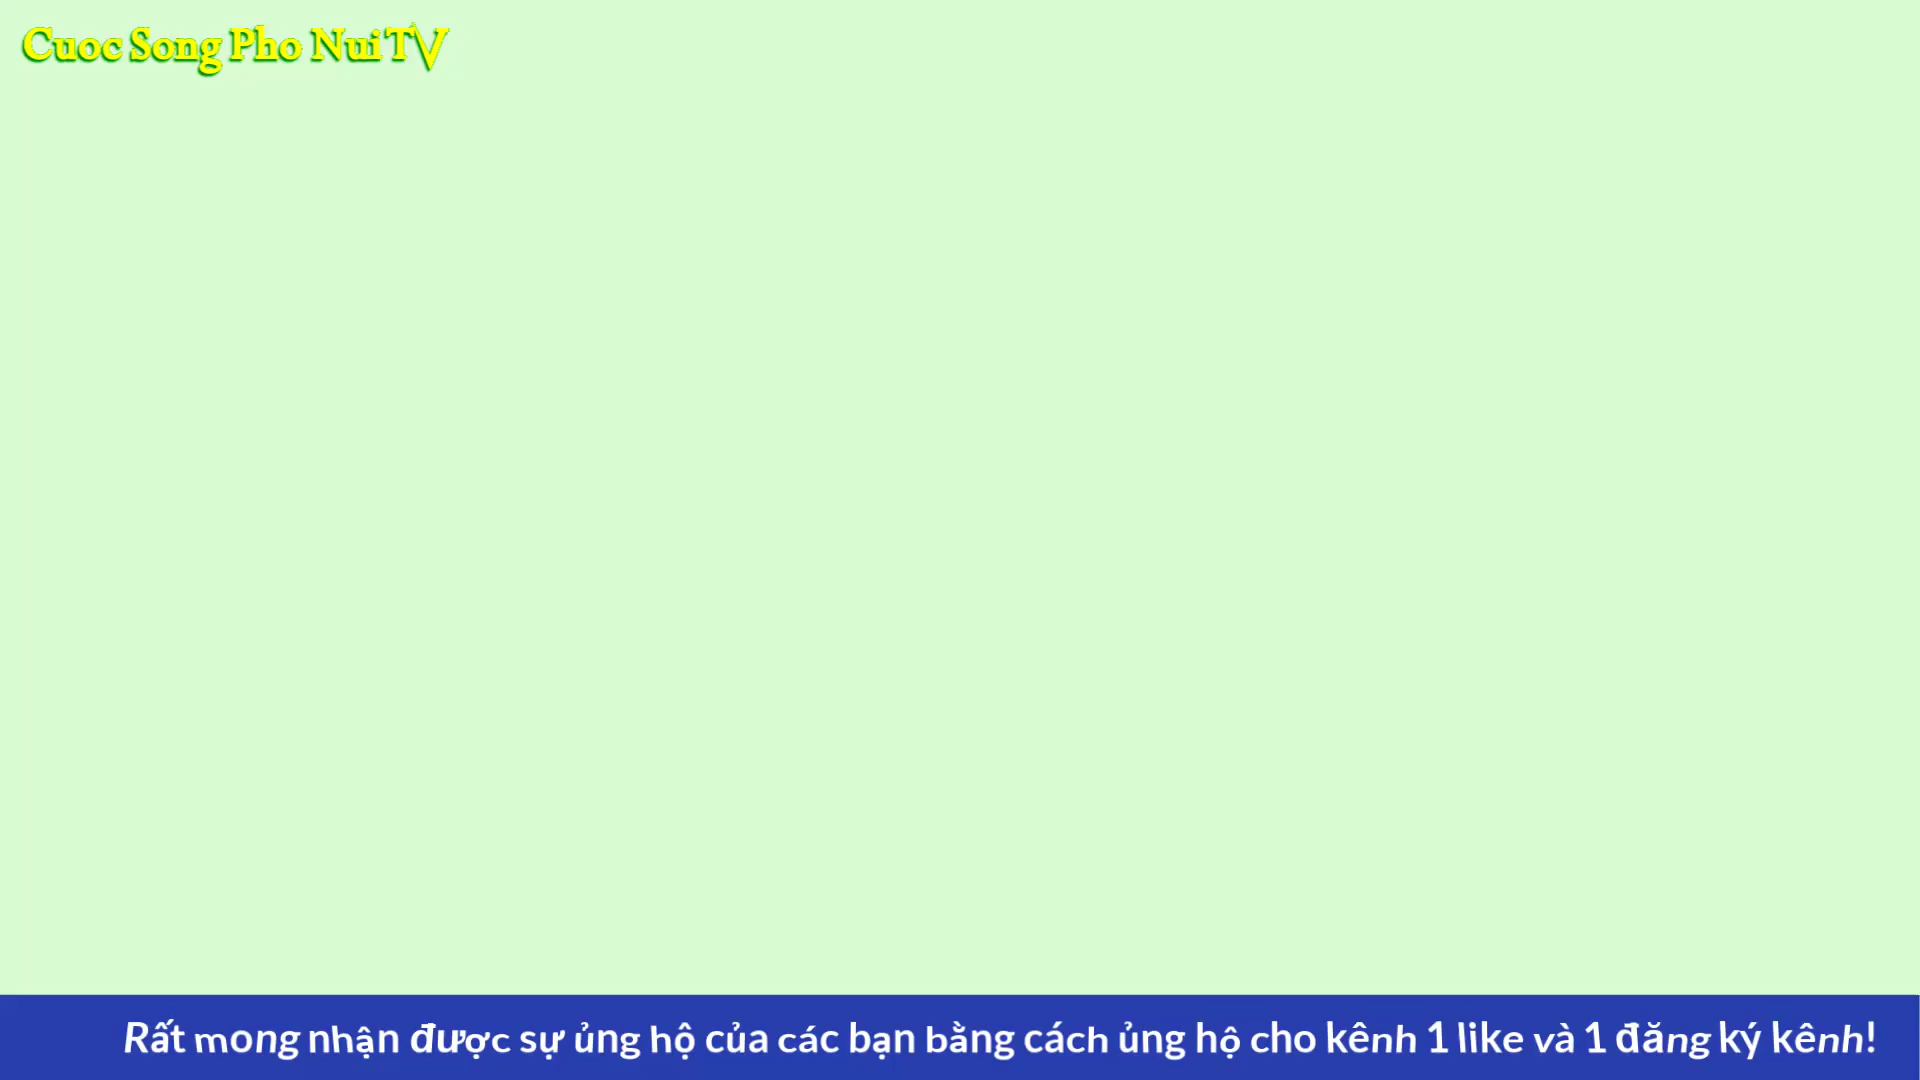 Cuoc Song Pho Nui TV
Rất mong nhận được sự ủng hộ của các bạn bằng cách ủng hộ cho kênh 1 like và 1 đăng ký kênh!